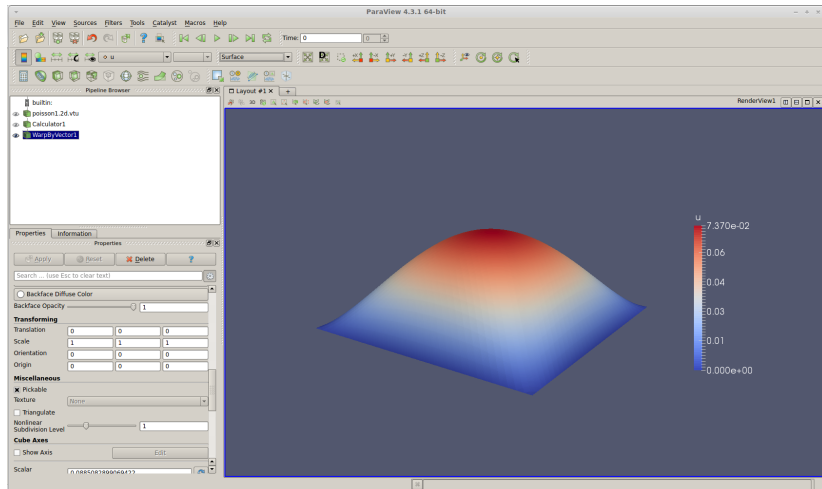 ParaView 4.3.1 64-bit
File Edit View Sources Filters Tools Catalyst Macros Help
Time: 0 0
u Surface
Pipeline Browser
builtin:
poisson1.2d.vtu
Calculator1
WarpByVector1
Layout #1 +
3D RenderView1
Properties Information
Properties
Apply Reset Delete ?
Search ... (use Esc to clear text)
Backface Diffuse Color
Backface Opacity 1
Transforming
Translation 0 0 0
Scale 1 1 1
Orientation 0 0 0
Origin 0 0 0
Miscellaneous
Pickable
Texture None
Triangulate
Nonlinear
Subdivision Level 1
Cube Axes
Show Axis Edit
Scalar 0.0885082899069422
u
7.370e-02
0.06
0.04
0.03
0.01
0.000e+00